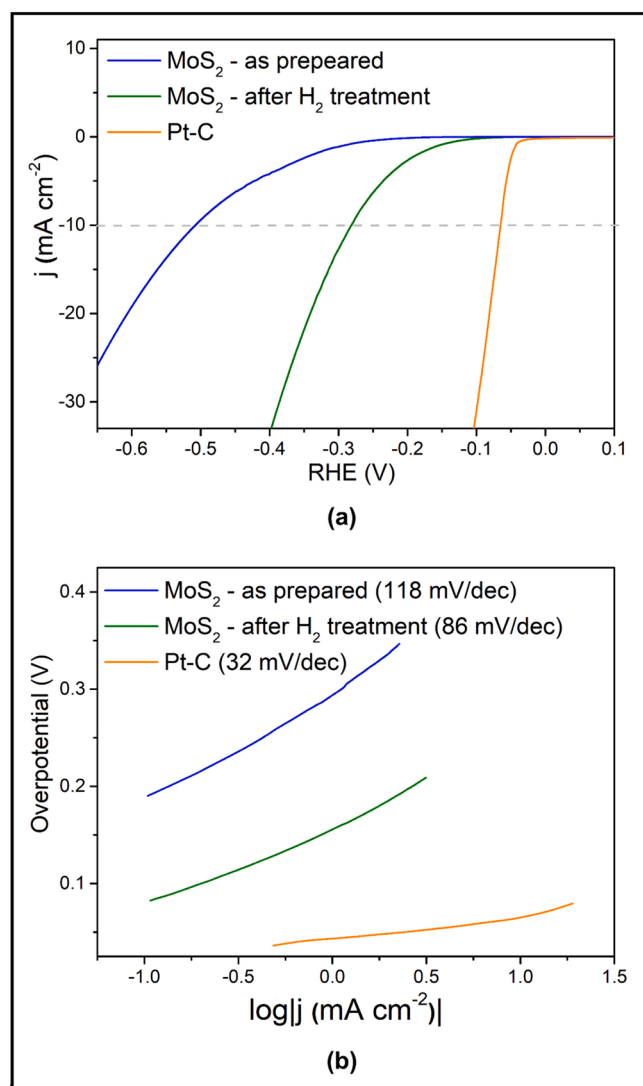 10
0
-10
-20
-30
j (mA cm⁻²)
MoS₂ - as prepeared
MoS₂ - after H₂ treatment
Pt-C
-0.6 -0.5 -0.4 -0.3 -0.2 -0.1 0.0 0.1
RHE (V)
(a)
0.4
0.3
0.2
0.1
Overpotential (V)
MoS₂ - as prepared (118 mV/dec)
MoS₂ - after H₂ treatment (86 mV/dec)
Pt-C (32 mV/dec)
-1.0 -0.5 0.0 0.5 1.0 1.5
log|j (mA cm⁻²)|
(b)